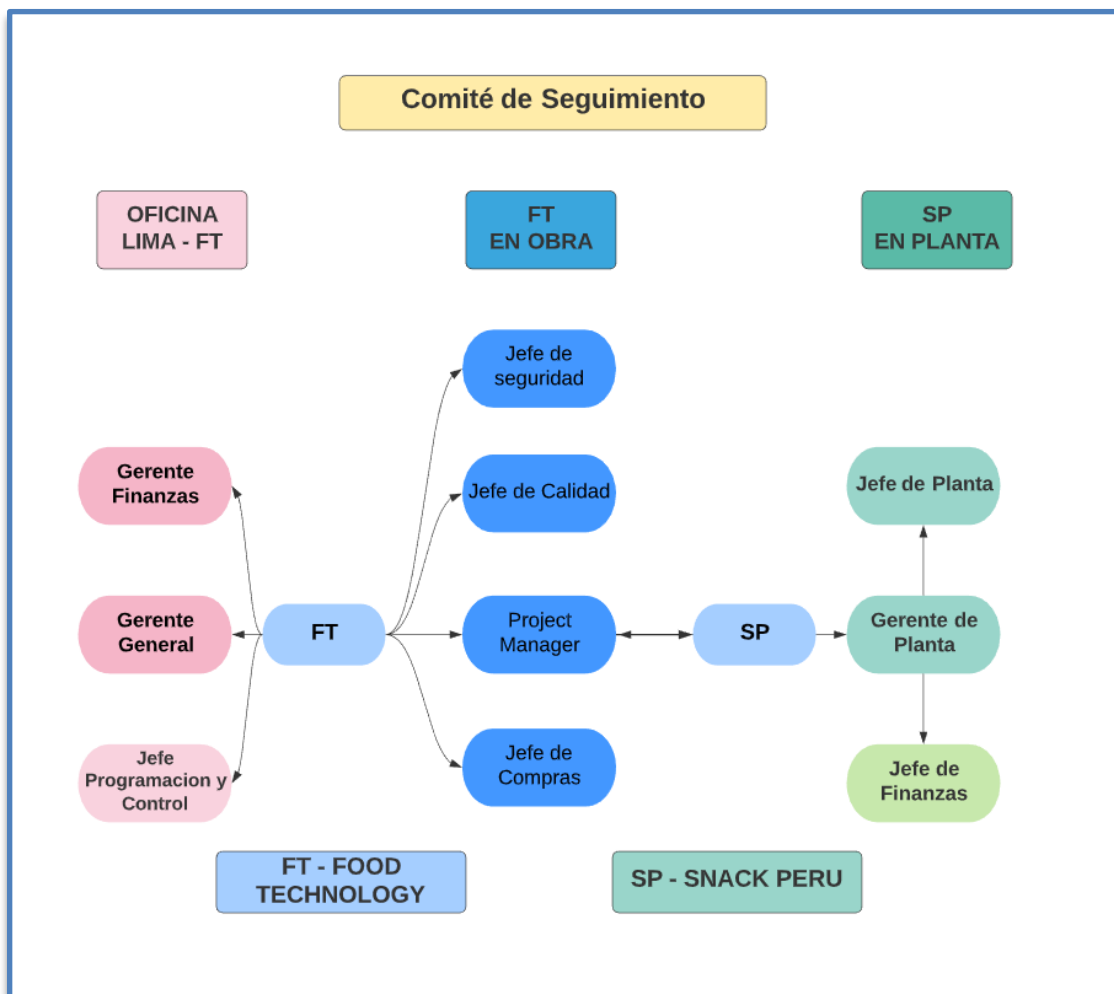 Comité de Seguimiento
OFICINA
LIMA - FT
FT
EN OBRA
SP
EN PLANTA
Jefe de
seguridad
Gerente
Finanzas
Jefe de Calidad
Jefe de Planta
Gerente
General
FT
Project
Manager
SP
Gerente de
Planta
Jefe
Programacion y
Control
Jefe de
Compras
Jefe de
Finanzas
FT - FOOD
TECHNOLOGY
SP - SNACK PERU